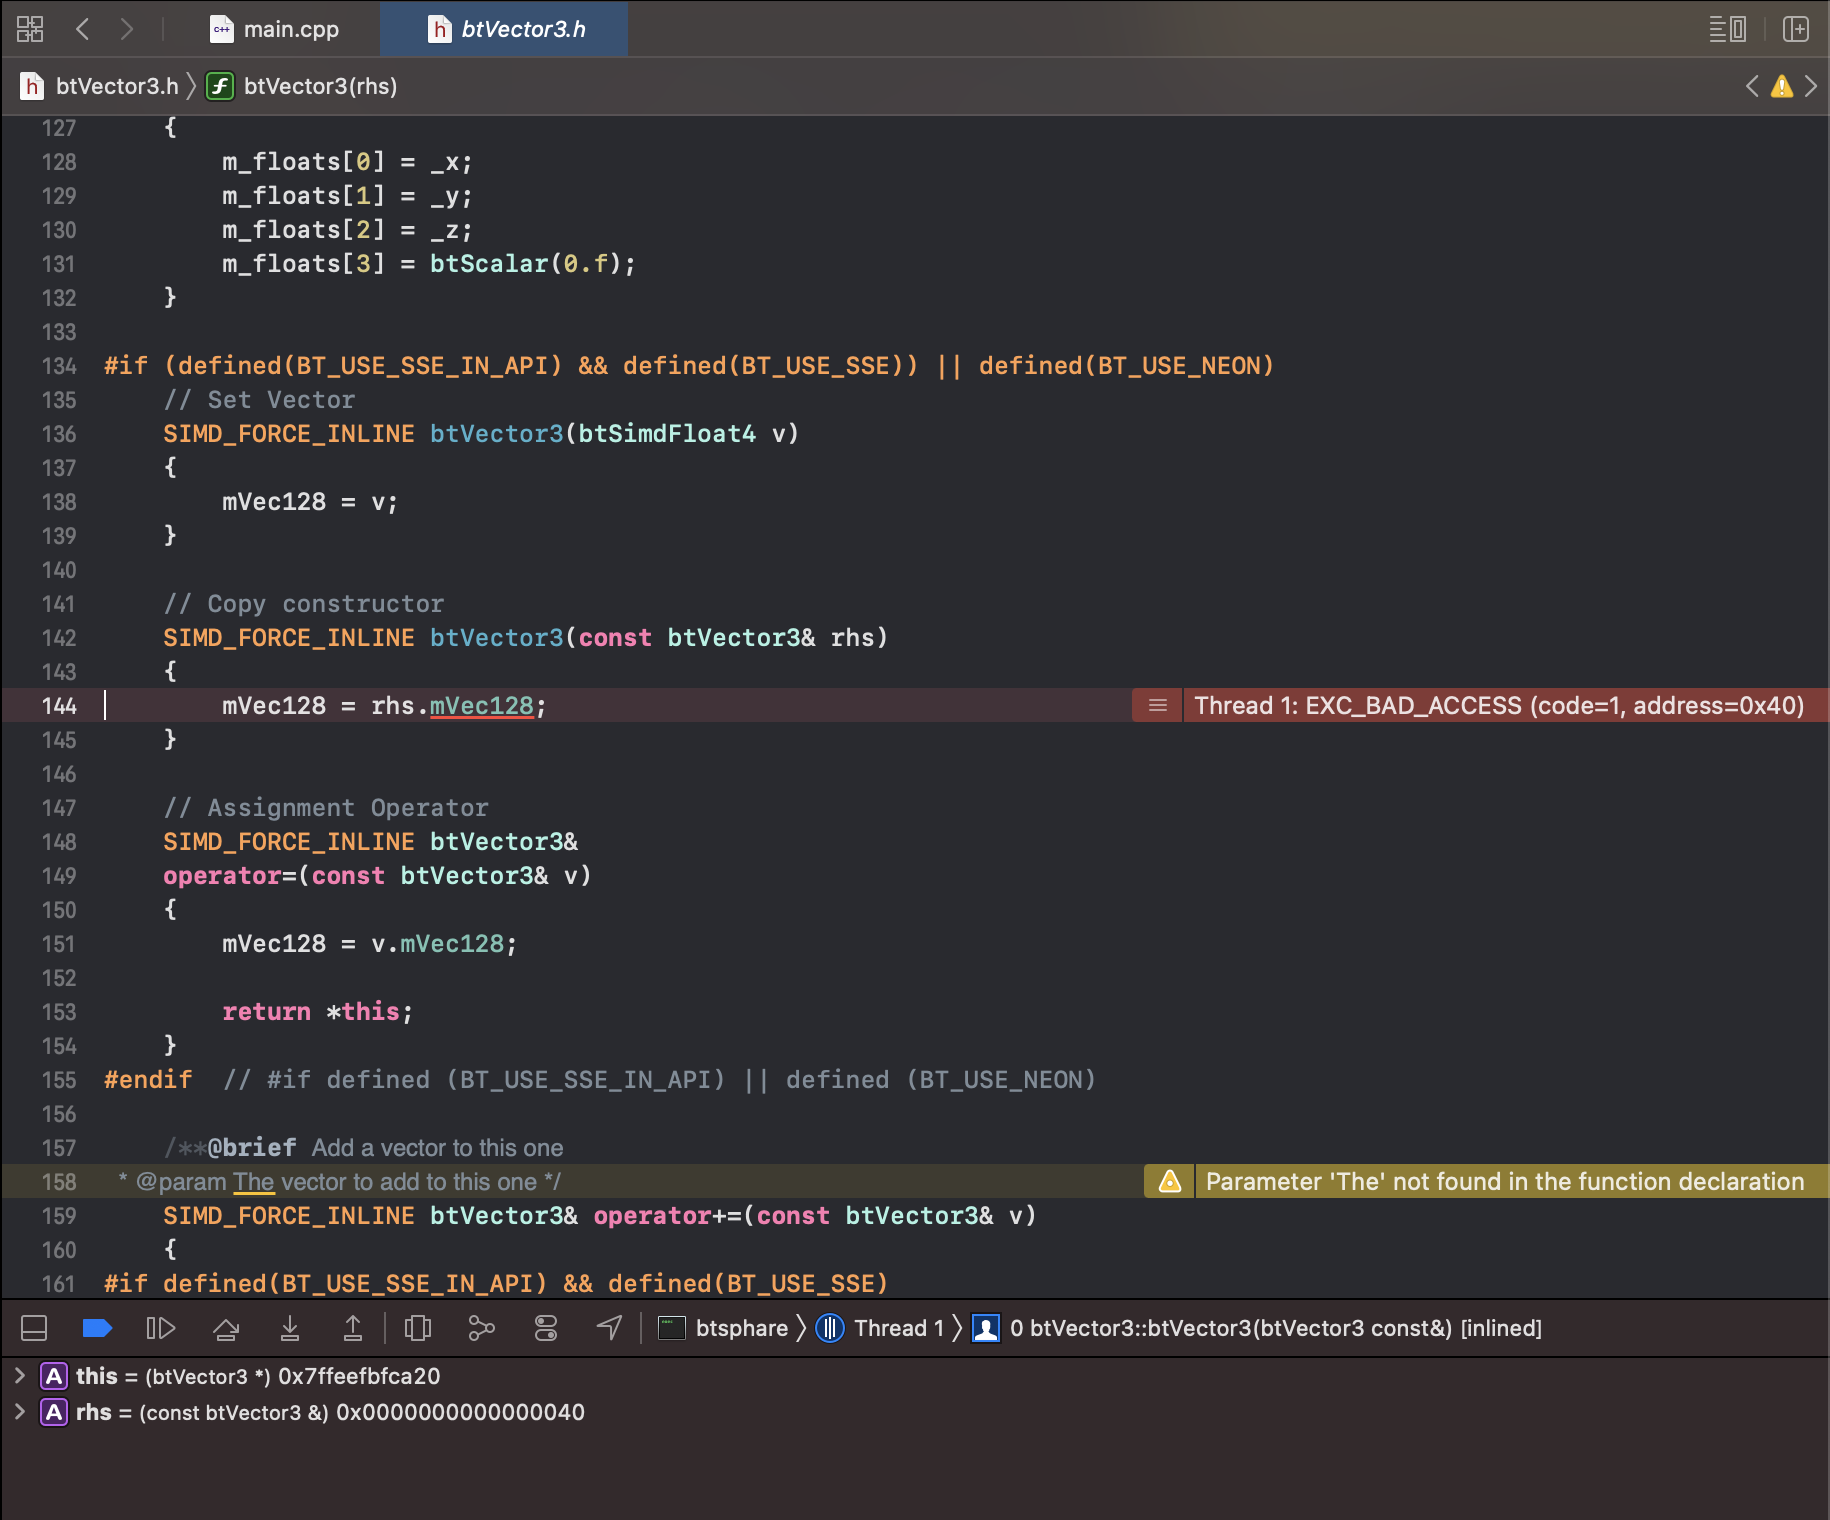 main.cpp
btVector3.h
btVector3.h
btVector3(rhs)
127 {
128 m_floats[0] = _x;
129 m_floats[1] = _y;
130 m_floats[2] = _z;
131 m_floats[3] = btScalar(0.f);
132 }
133
134 #if (defined(BT_USE_SSE_IN_API) && defined(BT_USE_SSE)) || defined(BT_USE_NEON)
135 // Set Vector
136 SIMD_FORCE_INLINE btVector3(btSimdFloat4 v)
137 {
138 mVec128 = v;
139 }
140
141 // Copy constructor
142 SIMD_FORCE_INLINE btVector3(const btVector3& rhs)
143 {
144 mVec128 = rhs.mVec128; Thread 1: EXC_BAD_ACCESS (code=1, address=0x40)
145 }
146
147 // Assignment Operator
148 SIMD_FORCE_INLINE btVector3&
149 operator=(const btVector3& v)
150 {
151 mVec128 = v.mVec128;
152
153 return *this;
154 }
155 #endif // #if defined (BT_USE_SSE_IN_API) || defined (BT_USE_NEON)
156
157 /**@brief Add a vector to this one
158 * @param The vector to add to this one */ Parameter 'The' not found in the function declaration
159 SIMD_FORCE_INLINE btVector3& operator+=(const btVector3& v)
160 {
161 #if defined(BT_USE_SSE_IN_API) && defined(BT_USE_SSE)
btsphare Thread 1 0 btVector3::btVector3(btVector3 const&) [inlined]
A this = (btVector3 *) 0x7ffeefbfca20
A rhs = (const btVector3 &) 0x0000000000000040